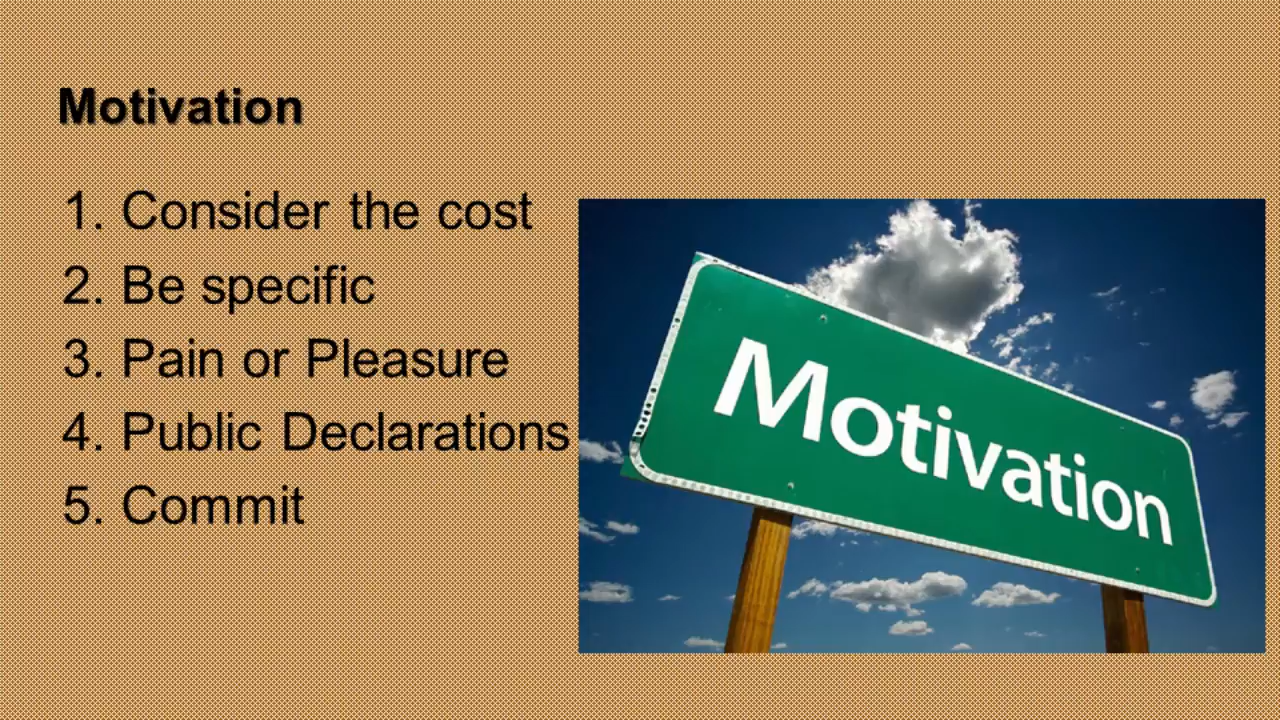 Motivation
1. Consider the cost
2. Be specific
3. Pain or Pleasure
4. Public Declarations
5. Commit
Motivation